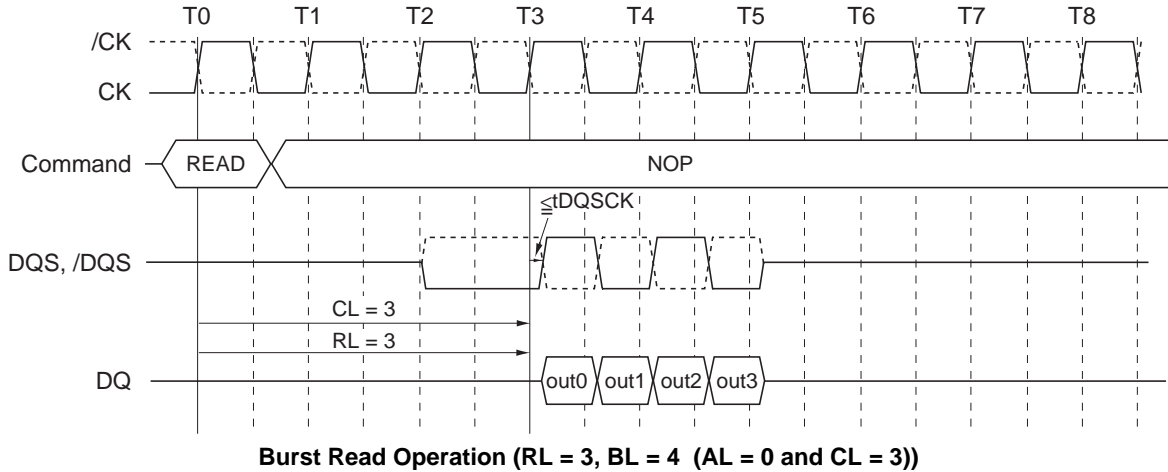 T0 T1 T2 T3 T4 T5 T6 T7 T8
/CK
CK
Command READ NOP
≦tDQSCK
DQS, /DQS
CL = 3
RL = 3
DQ out0 out1 out2 out3
Burst Read Operation (RL = 3, BL = 4 (AL = 0 and CL = 3))